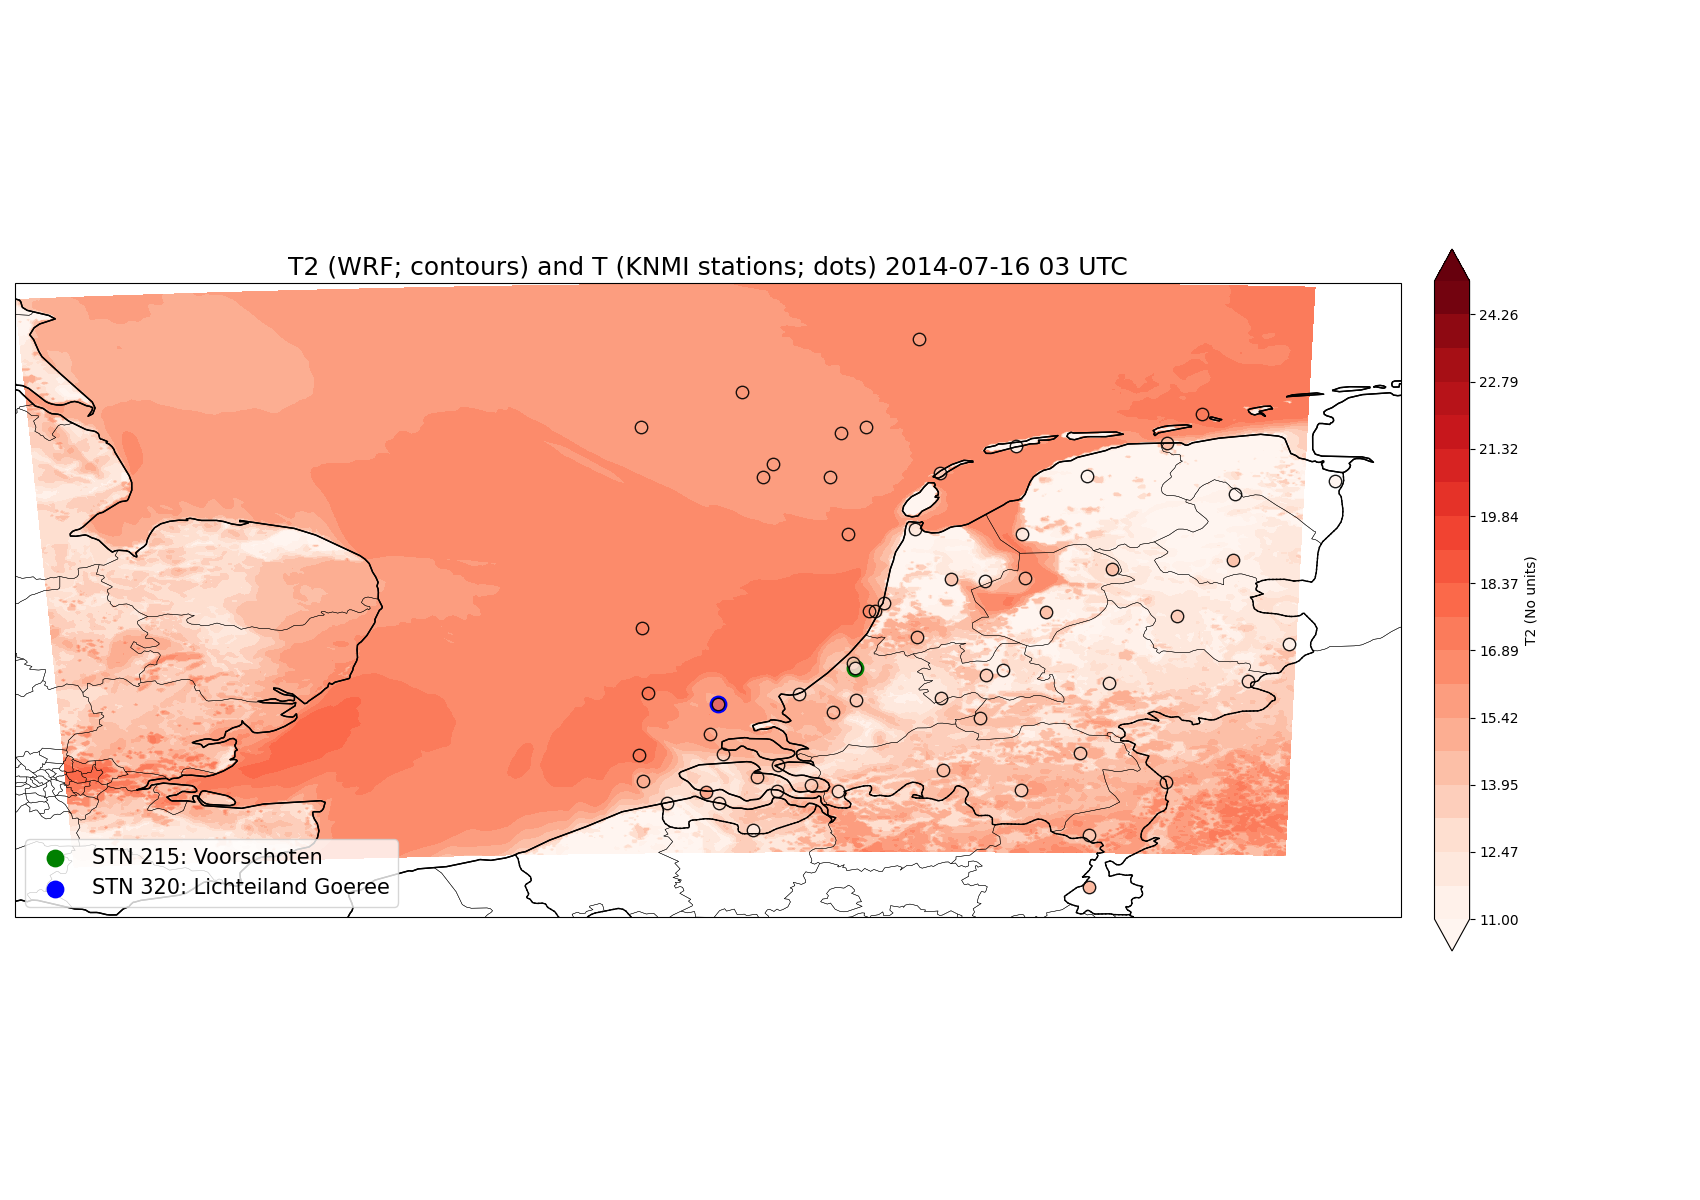 T2 (WRF; contours) and T (KNMI stations; dots) 2014-07-16 03 UTC
24.26
22.79
21.32
19.84
18.37
16.89
15.42
13.95
12.47
11.00
T2 (No units)
STN 215: Voorschoten
STN 320: Lichteiland Goeree